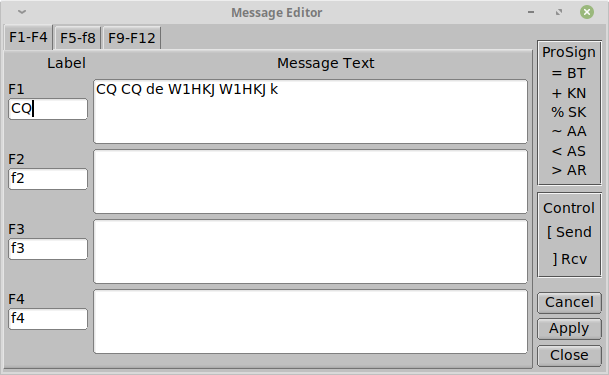 Message Editor
F1-F4 F5-f8 F9-F12
Label Message Text
F1
CQ
CQ CQ de W1HKJ W1HKJ k
F2
f2
F3
f3
F4
f4
ProSign
= BT
+ KN
% SK
~ AA
< AS
> AR
Control
[ Send
] Rcv
Cancel
Apply
Close